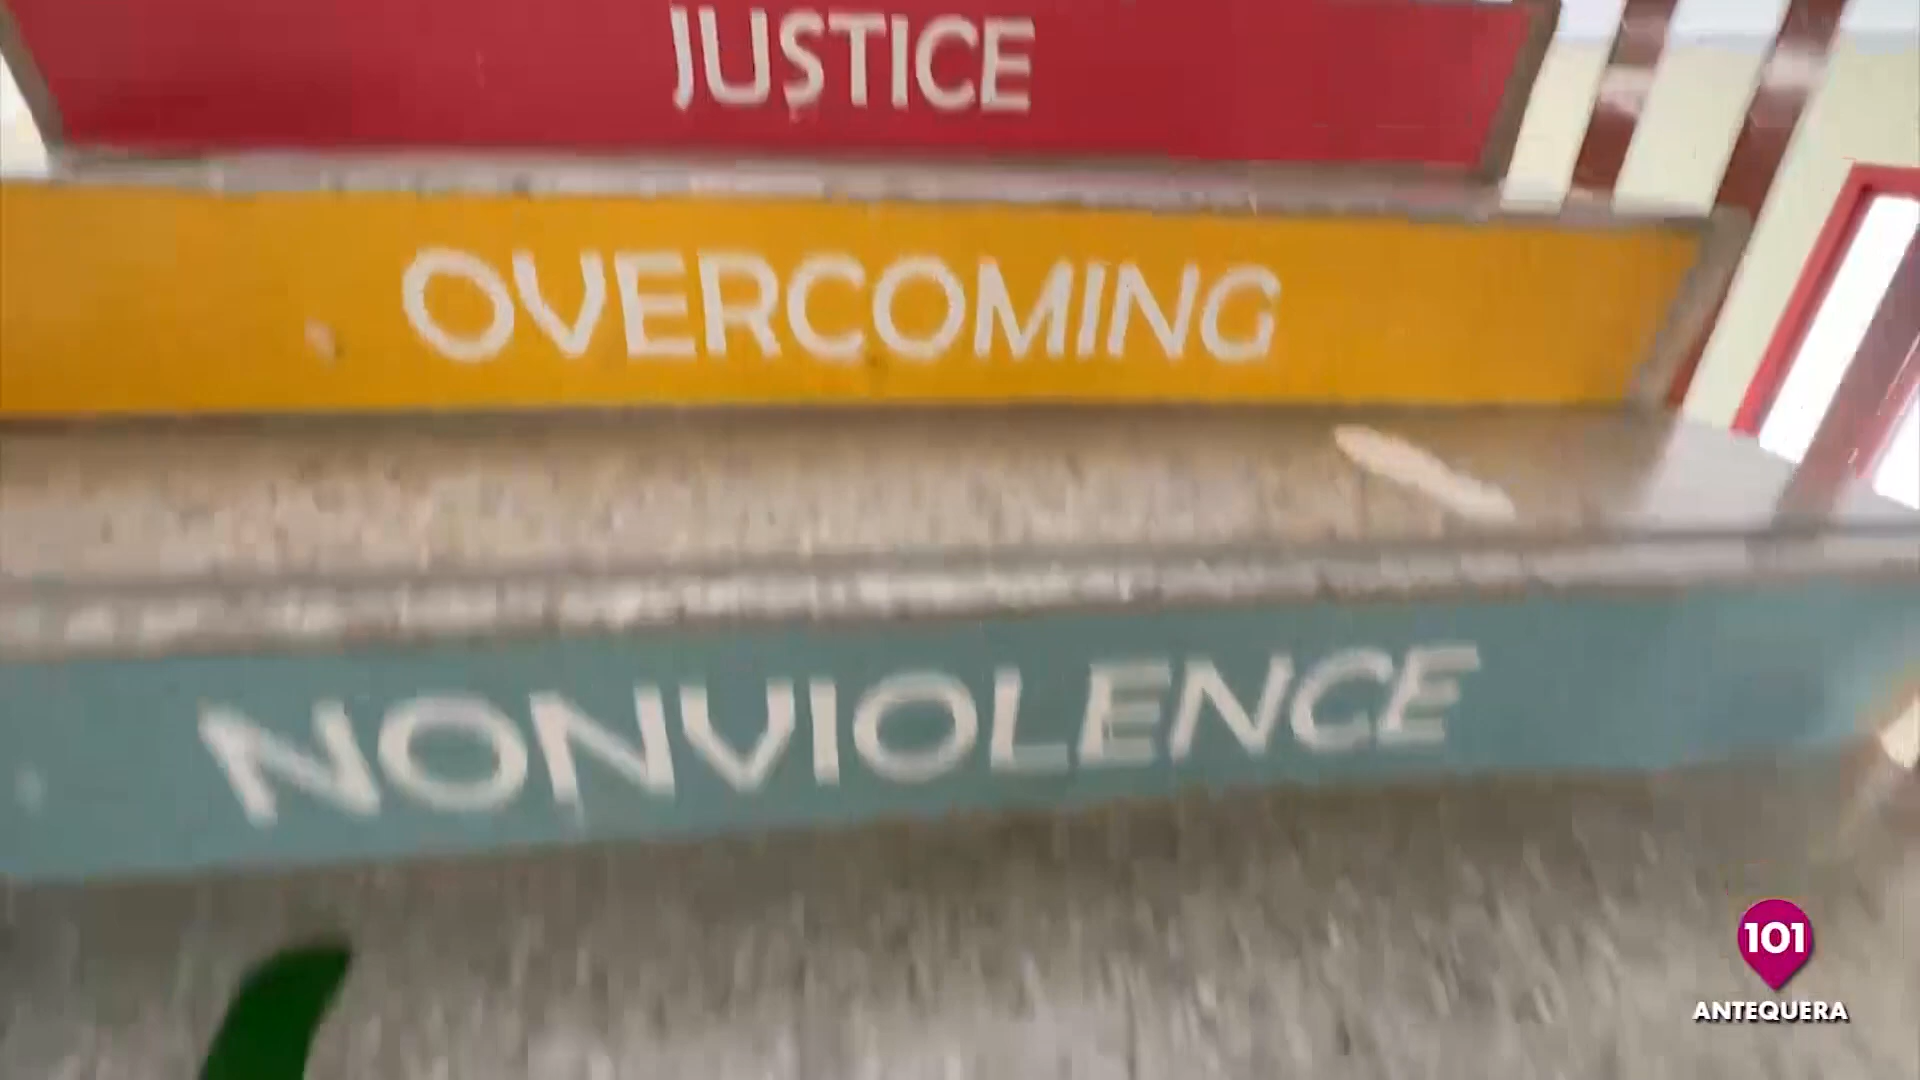 JUSTICE
OVERCOMING
NONVIOLENCE
101
ANTEQUERA